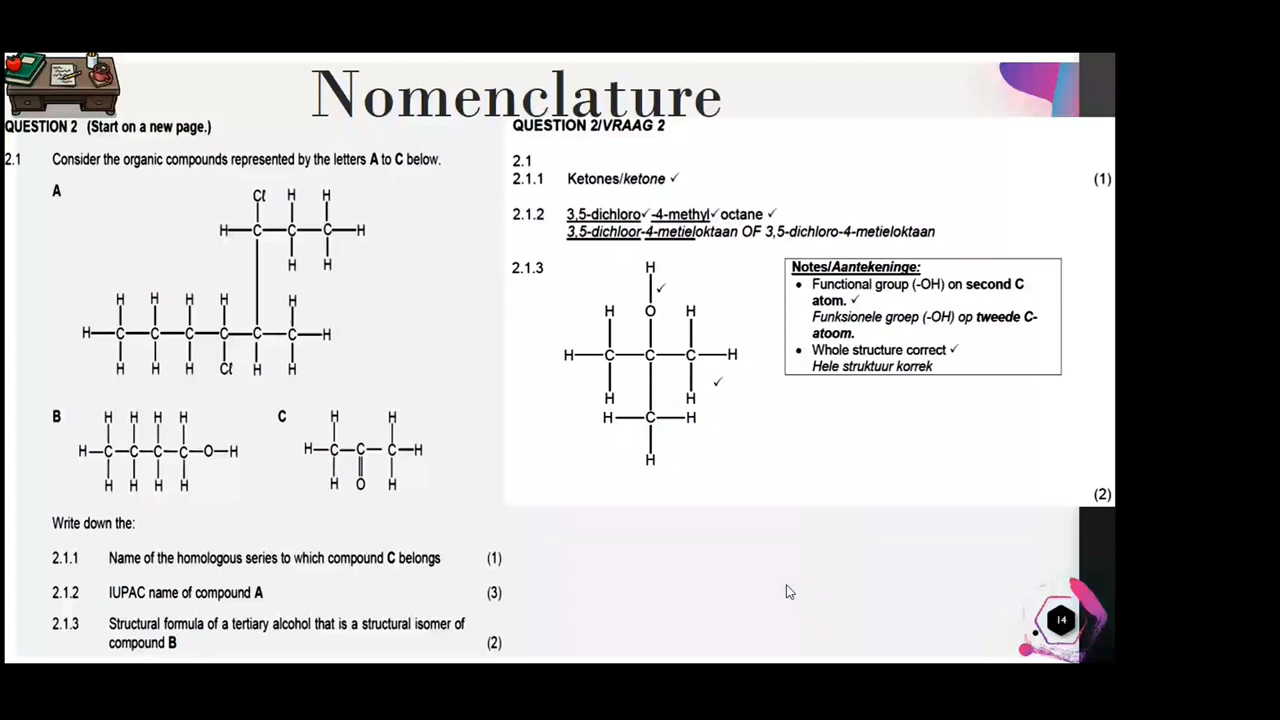 Nomenclature
QUESTION 2 (Start on a new page.)
2.1 Consider the organic compounds represented by the letters A to C below.
A
Cℓ H H
H C C C H
H H
H H H H H
H C C C C C C H
H H H Cℓ H H
B
H H H H
H C C C C O H
H H H H
C
H H
H C C C H
H O H
Write down the:
2.1.1 Name of the homologous series to which compound C belongs (1)
2.1.2 IUPAC name of compound A (3)
2.1.3 Structural formula of a tertiary alcohol that is a structural isomer of
compound B (2)
QUESTION 2/VRAAG 2
2.1
2.1.1 Ketones/ketone ✓ (1)
2.1.2 3,5-dichloro✓-4-methyl✓octane ✓
3,5-dichloor-4-metieloktaan OF 3,5-dichloro-4-metieloktaan
2.1.3
H
✓
H O H
H C C C H
✓
H H
H C H
H
Notes/Aantekeninge:
• Functional group (-OH) on second C
atom. ✓
Funksionele groep (-OH) op tweede C-
atoom.
• Whole structure correct ✓
Hele struktuur korrek
(2)
14